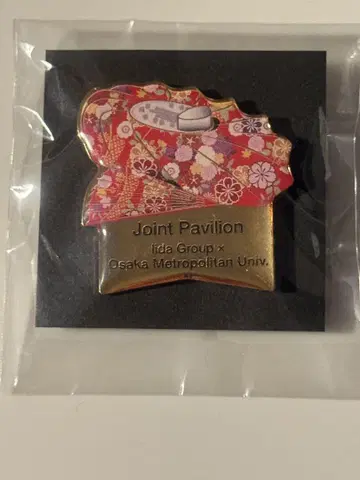 Joint Pavilion
Iida Group ×
Osaka Metropolitan Univ.